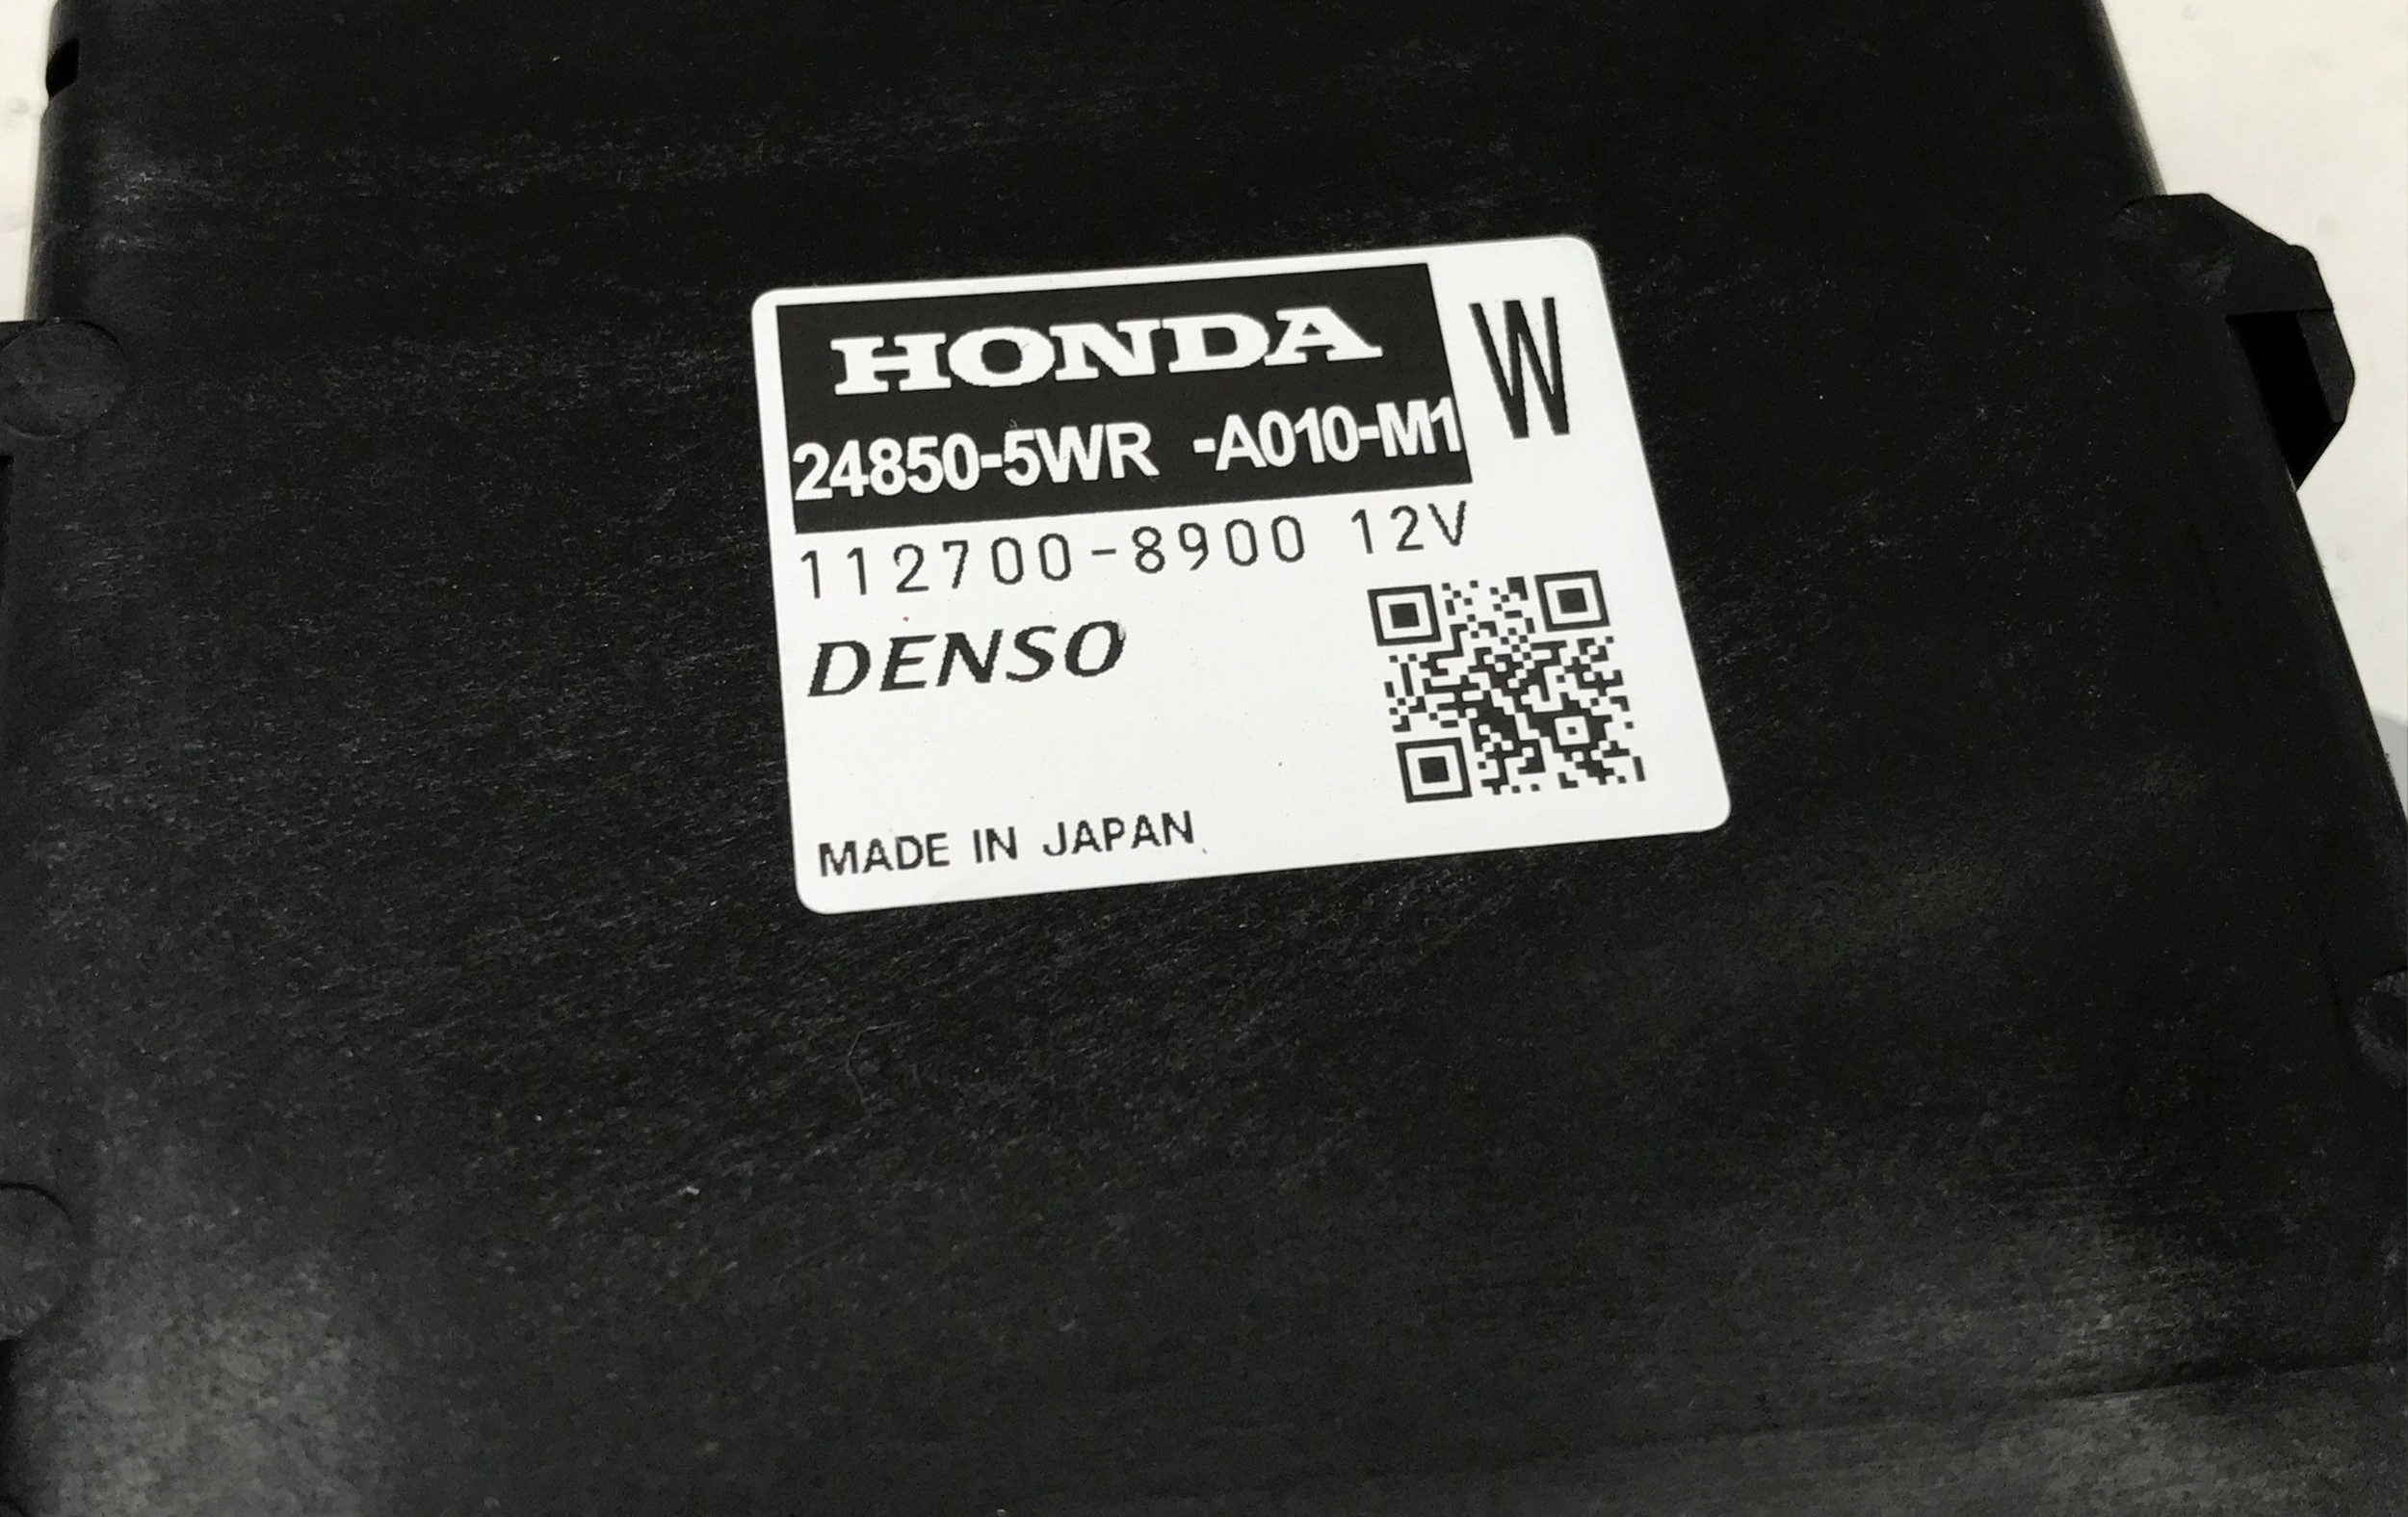 HONDA
W
24850-5WR -A010-M1
112700-8900 12V
DENSO
MADE IN JAPAN